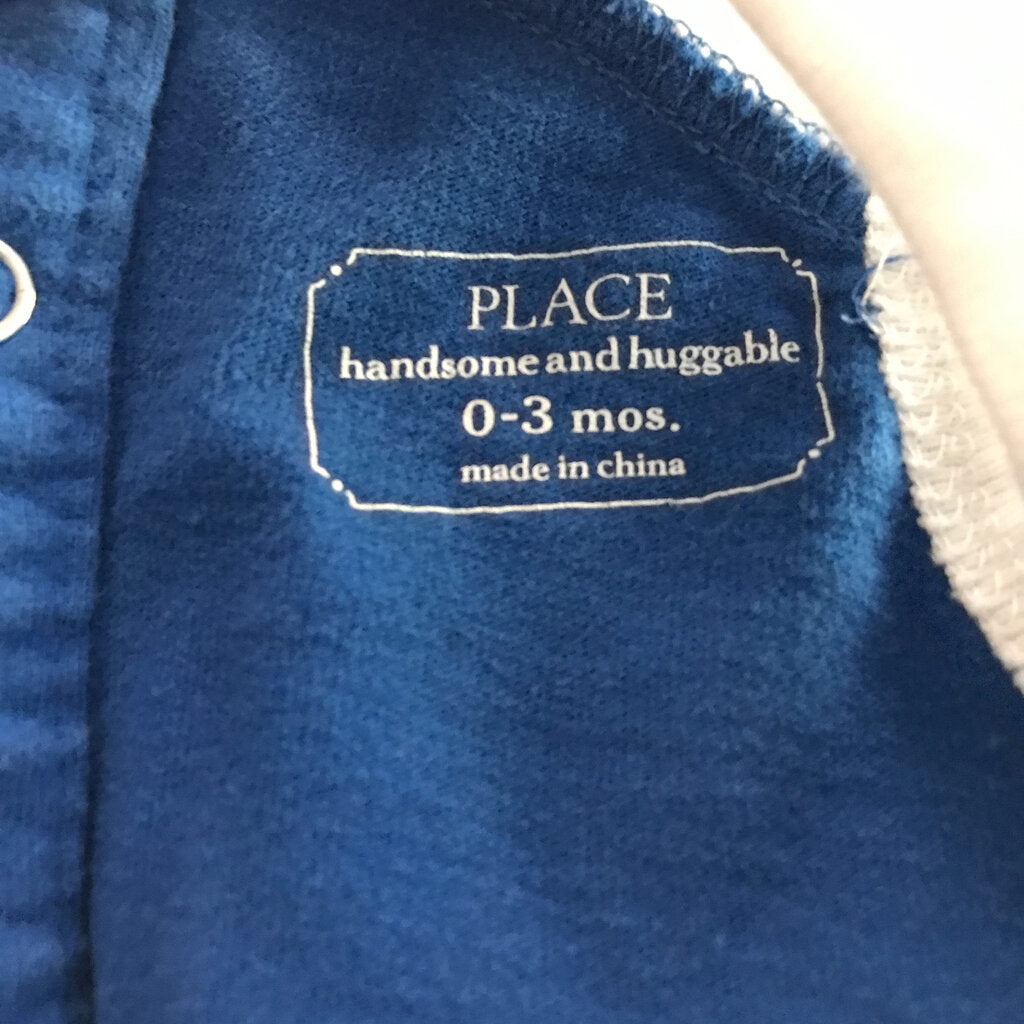 PLACE
handsome and huggable
0-3 mos.
made in china